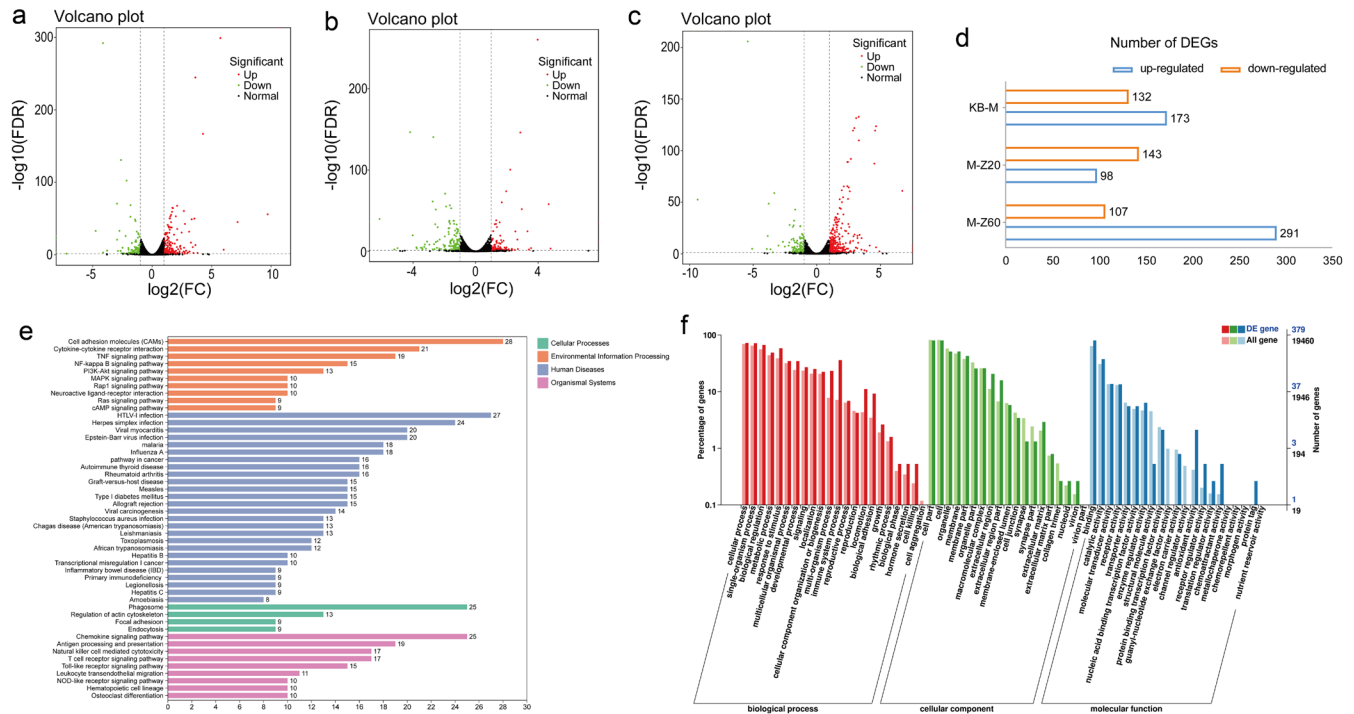 a
Volcano plot
Significant
Up
Down
Normal
300
200
100
0
-log10(FDR)
-5
0
5
10
log2(FC)
b
Volcano plot
Significant
Up
Down
Normal
250
200
150
100
50
0
-log10(FDR)
-4
0
4
log2(FC)
c
Volcano plot
Significant
Up
Down
Normal
200
150
100
50
0
-log10(FDR)
-10
-5
0
5
log2(FC)
d
Number of DEGs
up-regulated
down-regulated
KB-M
132
173
M-Z20
143
98
M-Z60
107
291
0
50
100
150
200
250
300
350
e
Cell adhesion molecules (CAMs) 28
Cytokine-cytokine receptor interaction 21
TNF signaling pathway 19
NF-kappa B signaling pathway 15
PI3K-Akt signaling pathway 13
MAPK signaling pathway 10
Rap1 signaling pathway 10
Neuroactive ligand-receptor interaction 10
Ras signaling pathway 9
cAMP signaling pathway 9
HTLV-I infection 27
Herpes simplex infection 24
Viral myocarditis 20
Epstein-Barr virus infection 20
malaria 18
Influenza A 18
pathway in cancer 16
Autoimmune thyroid disease 16
Rheumatoid arthritis 16
Graft-versus-host disease 15
Measles 15
Type I diabetes mellitus 15
Allograft rejection 15
Viral carcinogenesis 14
Staphylococcus aureus infection 13
Chagas disease (American trypanosomiasis) 13
Leishmaniasis 13
Toxoplasmosis 12
African trypanosomiasis 12
Hepatitis B 10
Transcriptional misregulation I cancer 10
Inflammatory bowel disease (IBD) 9
Primary immunodeficiency 9
Legionellosis 9
Hepatitis C 9
Amoebiasis 8
Phagosome 25
Regulation of actin cystoskeleton 13
Focal adhesioon 9
Endocytosis 9
Chemokine signaling pathway 25
Antigen processing and presentation 19
Natural killer cell mediated cytotoxicity 17
T cell receptor signaling pathway 17
Toll-like receptor signaling pathway 15
Leukocyte transendothelial migration 11
NOD-like receptor signaling pathway 10
Hematopoietic cell lineage 10
Osteoclast differentiation 10
0 2 4 6 8 10 12 14 16 18 20 22 24 26 28 30
Cellular Processes
Environmental Information Processing
Human Diseases
Organismal Systems
f
DE gene
All gene
100
10
1
0.1
Percentage of genes
379
19460
37
1946
3
194
1
19
Number of genes
cellular process
single-organism process
biological regulation
metabolic process
response to stimulus
multicellular organismal process
developmental process
signaling
localization
cellular component organization or biogenesis
multi-organism process
immune system process
reproductive process
reproduction
locomotion
biological adhesion
growth
rhythmic process
biological phase
hormone secretion
cell killing
cell aggregation
cell part
cell
organelle
membrane
membrane part
organelle part
macromolecular complex
extracellular region
extracellular region part
membrane-enclosed lumen
cell junction
synapse
synapse part
extracellular matrix
extracellular matrix part
collagen trimer
nucleoid
virion
virion part
binding
catalytic activity
molecular transducer activity
receptor activity
transporter activity
nucleic acid binding transcription factor activity
enzyme regulator activity
structural molecule activity
protein binding transcription factor activity
electron carrier activity
guanyl-nucleotide exchange factor activity
channel regulator activity
antioxidant activity
receptor regulator activity
translation regulator activity
chemoattractant activity
metallochaperone activity
chemorepellent activity
morphogen activity
protein tag
nutrient reservoir activity
biological process
cellular component
molecular function